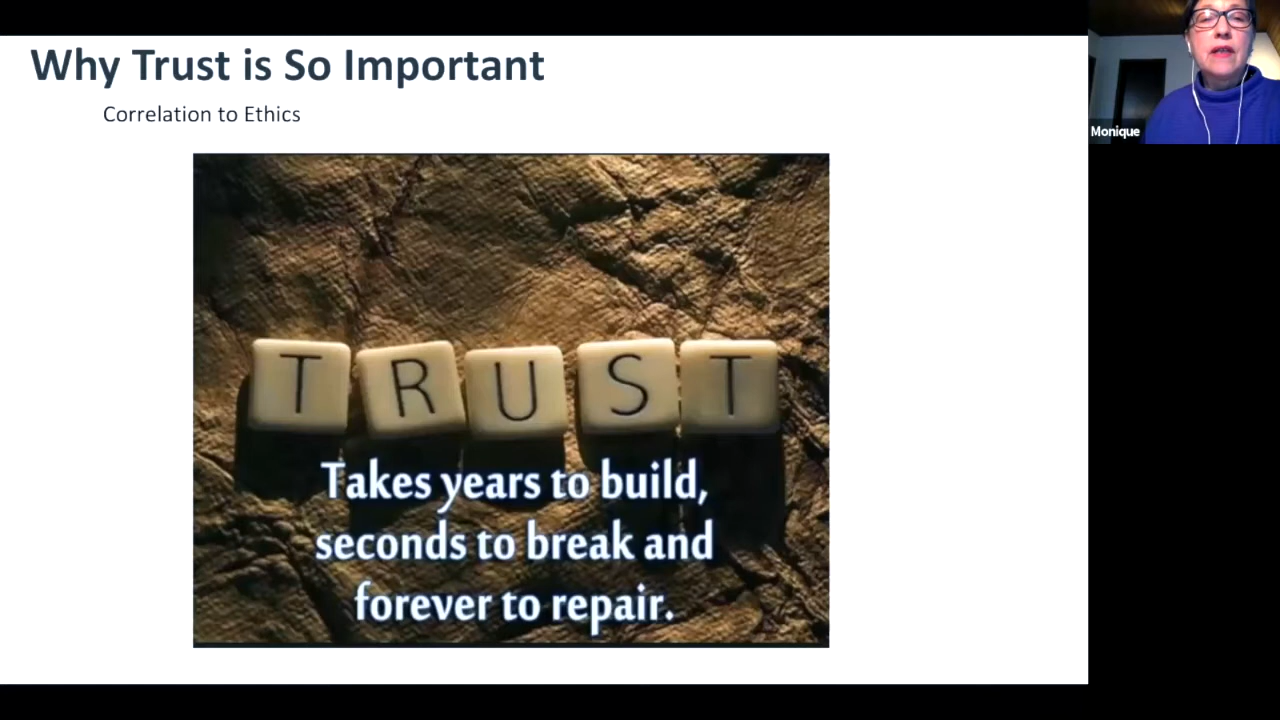 Why Trust is So Important
Correlation to Ethics
TRUST
Takes years to build,
seconds to break and
forever to repair.
Monique